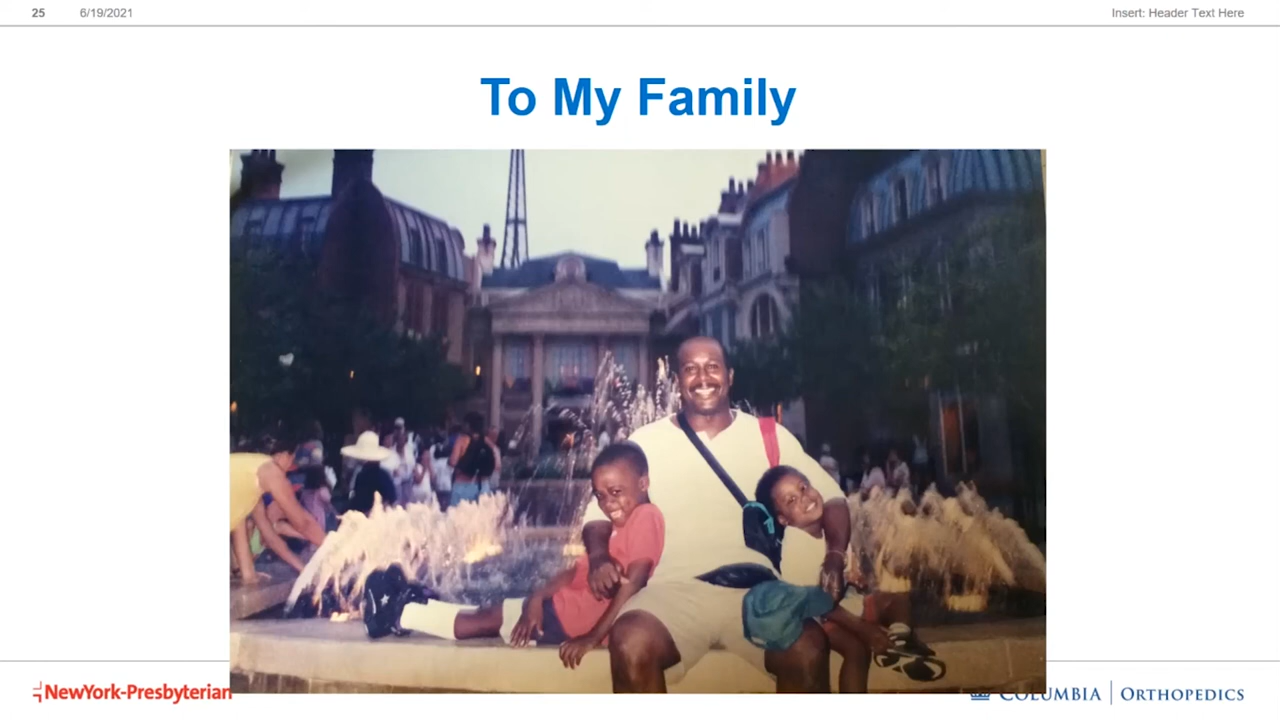 25 6/19/2021 Insert: Header Text Here
To My Family
NewYork-Presbyterian
COLUMBIA | ORTHOPEDICS